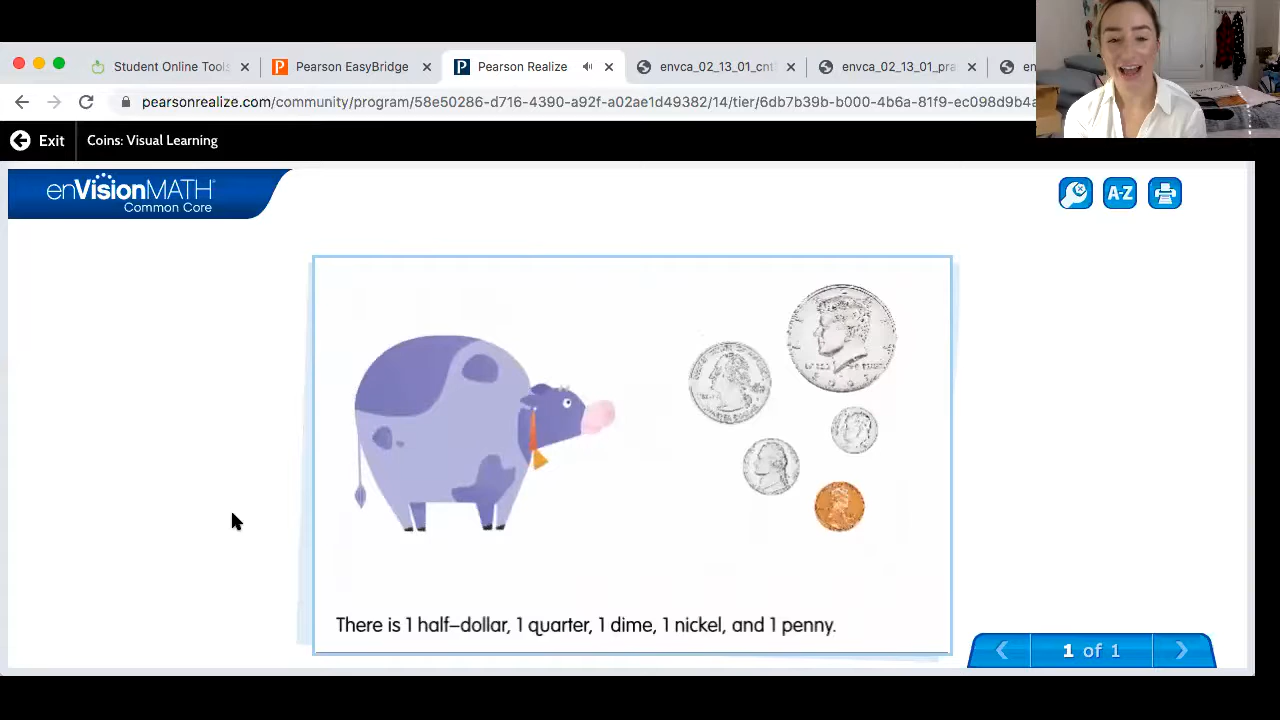 Student Online Tools
Pearson EasyBridge
Pearson Realize
envca_02_13_01_cnt
envca_02_13_01_pra
en
pearsonrealize.com/community/program/58e50286-d716-4390-a92f-a02ae1d49382/14/tier/6db7b39b-b000-4b6a-81f9-ec098d9b4a
Exit
Coins: Visual Learning
enVisionMATH
Common Core
A-Z
There is 1 half-dollar, 1 quarter, 1 dime, 1 nickel, and 1 penny.
1 of 1